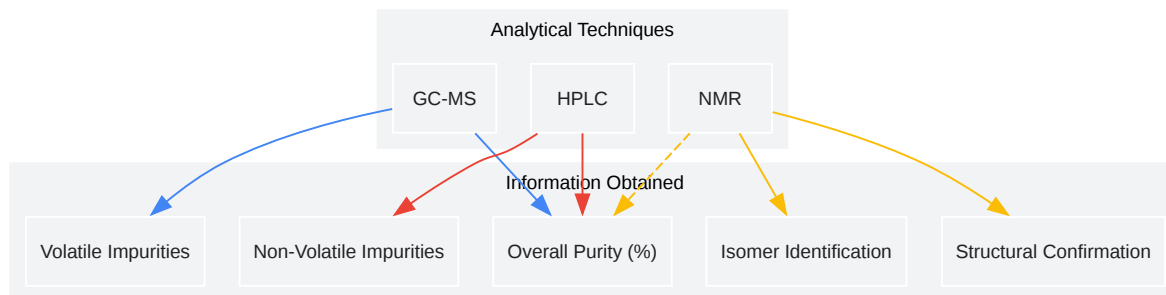 Analytical Techniques
GC-MS
HPLC
NMR
Information Obtained
Volatile Impurities
Non-Volatile Impurities
Overall Purity (%)
Isomer Identification
Structural Confirmation